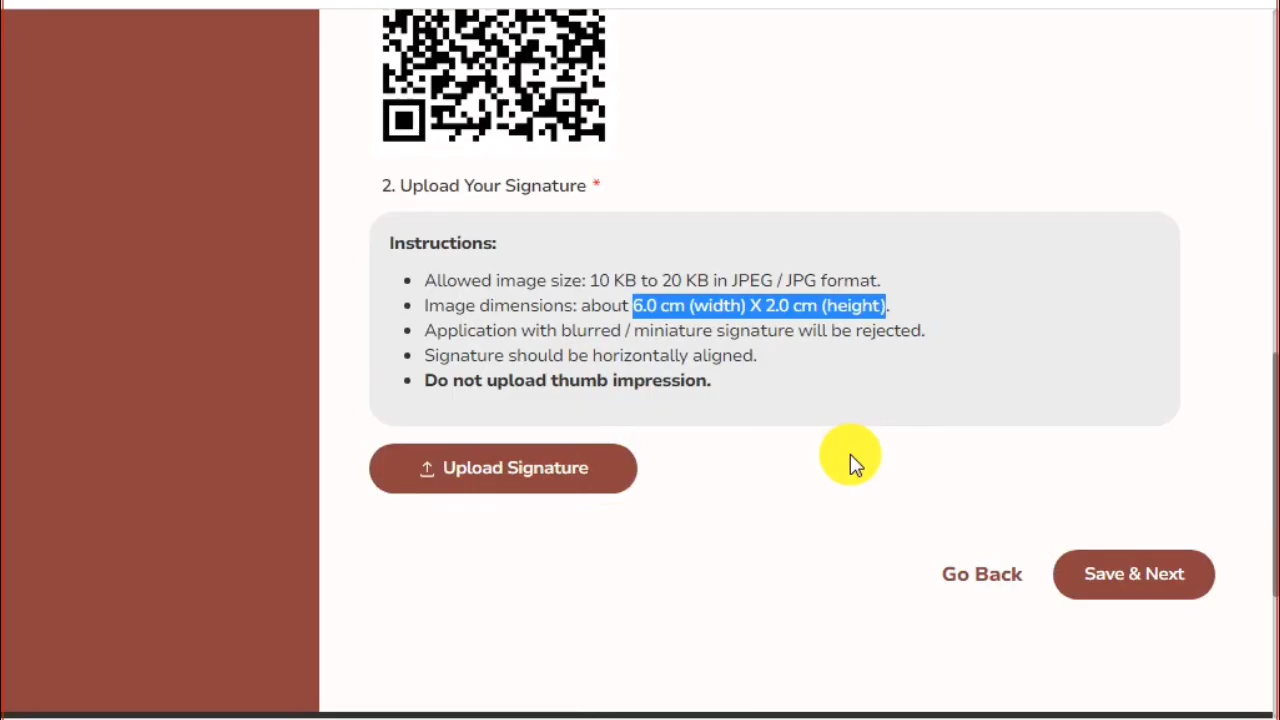 2. Upload Your Signature *
Instructions:
• Allowed image size: 10 KB to 20 KB in JPEG / JPG format.
• Image dimensions: about 6.0 cm (width) X 2.0 cm (height).
• Application with blurred / miniature signature will be rejected.
• Signature should be horizontally aligned.
• Do not upload thumb impression.
Upload Signature
Go Back
Save & Next